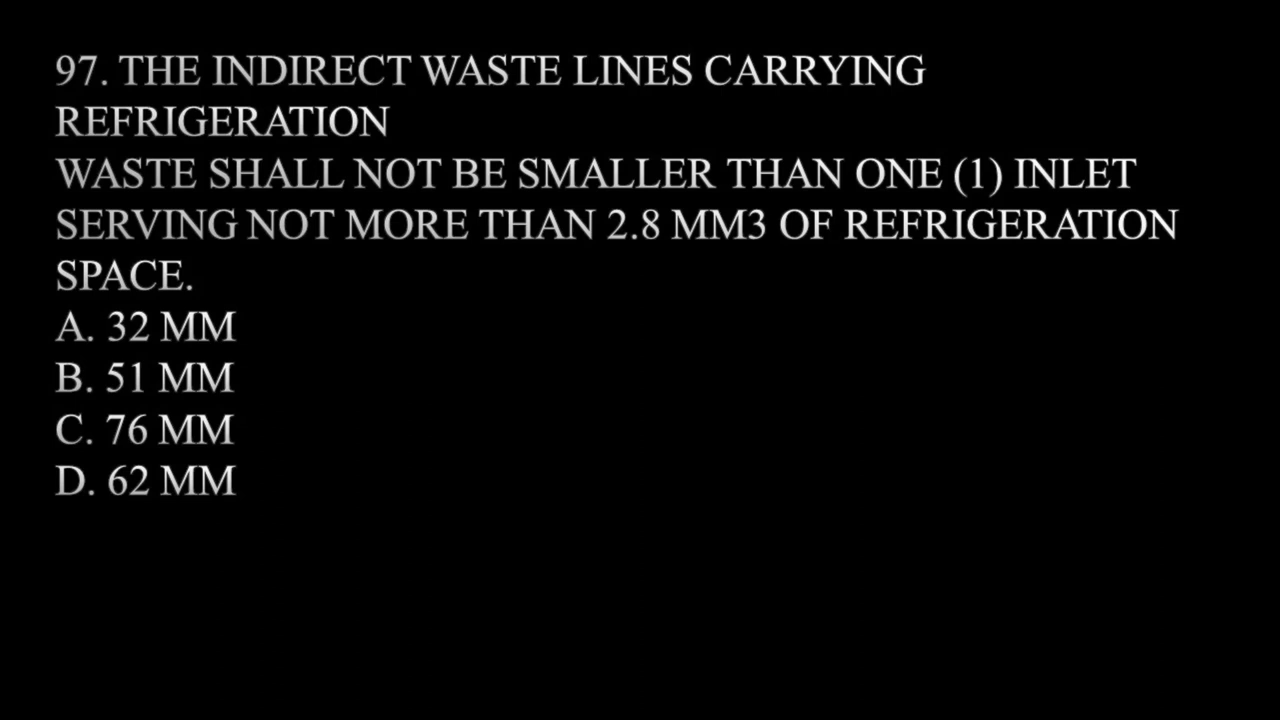 97. THE INDIRECT WASTE LINES CARRYING
REFRIGERATION
WASTE SHALL NOT BE SMALLER THAN ONE (1) INLET
SERVING NOT MORE THAN 2.8 MM3 OF REFRIGERATION
SPACE.
A. 32 MM
B. 51 MM
C. 76 MM
D. 62 MM